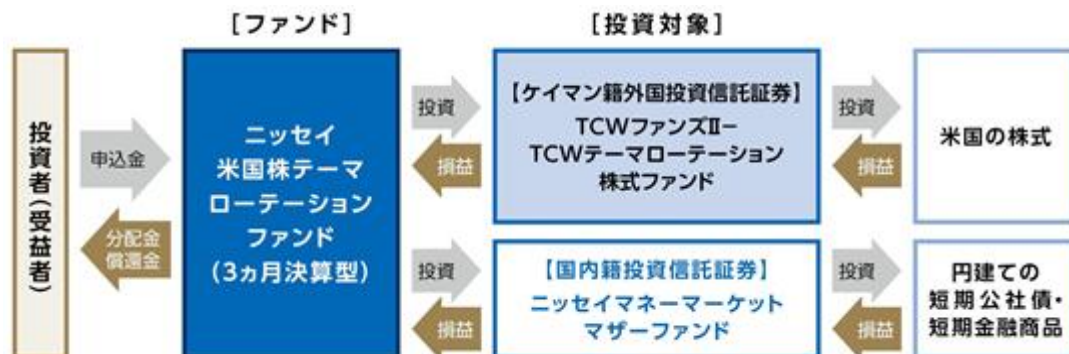 [ファンド]
[投資対象]
投資者(受益者)
申込金
分配金
償還金
ニッセイ
米国株テーマ
ローテーション
ファンド
(3ヵ月決算型)
投資
損益
【ケイマン籍外国投資信託証券】
TCWファンズⅡ−
TCWテーマローテーション
株式ファンド
投資
損益
米国の株式
投資
損益
【国内籍投資信託証券】
ニッセイマネーマーケット
マザーファンド
投資
損益
円建ての
短期公社債・
短期金融商品